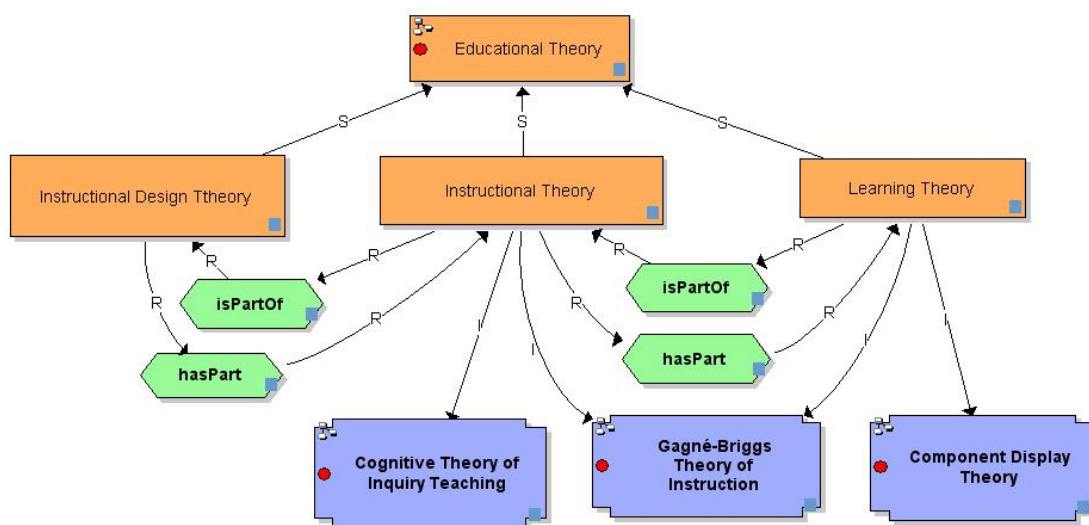 Educational Theory
S
S
S
Instructional Design Ttheory
Instructional Theory
Learning Theory
R
R
R
R
isPartOf
isPartOf
R
R
R
R
hasPart
hasPart
I
I
I
I
Cognitive Theory of
Inquiry Teaching
Gagné-Briggs
Theory of
Instruction
Component Display
Theory